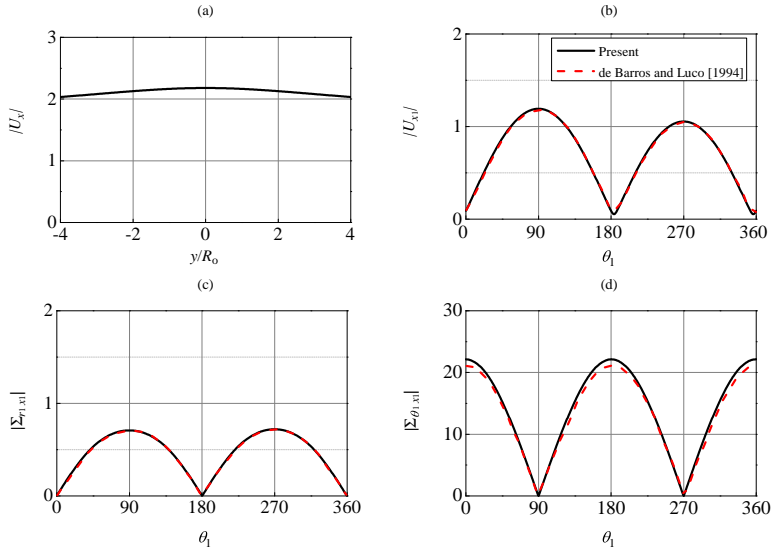 (a)
3
2
1
0
|Ux|
-4
-2
0
2
4
y/Ro
(b)
2
1
0
|Ux1|
Present
de Barros and Luco [1994]
0
90
180
270
360
θ1
(c)
2
1
0
|Σr1 x1|
0
90
180
270
360
θ1
(d)
30
20
10
0
|Σθ1 x1|
0
90
180
270
360
θ1